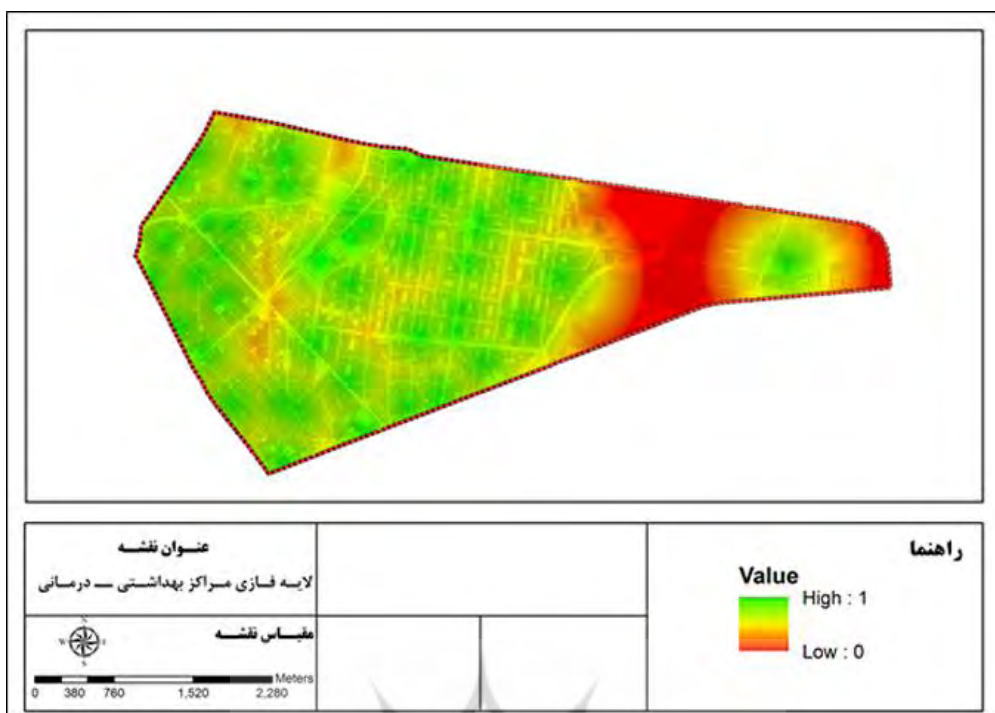 عنوان نقشه
لایه فازی مراکز بهداشتی ــ درمانی
مقیاس نقشه
N
W E
S
Meters
0 380 760 1,520 2,280
راهنما
Value
High : 1
Low : 0